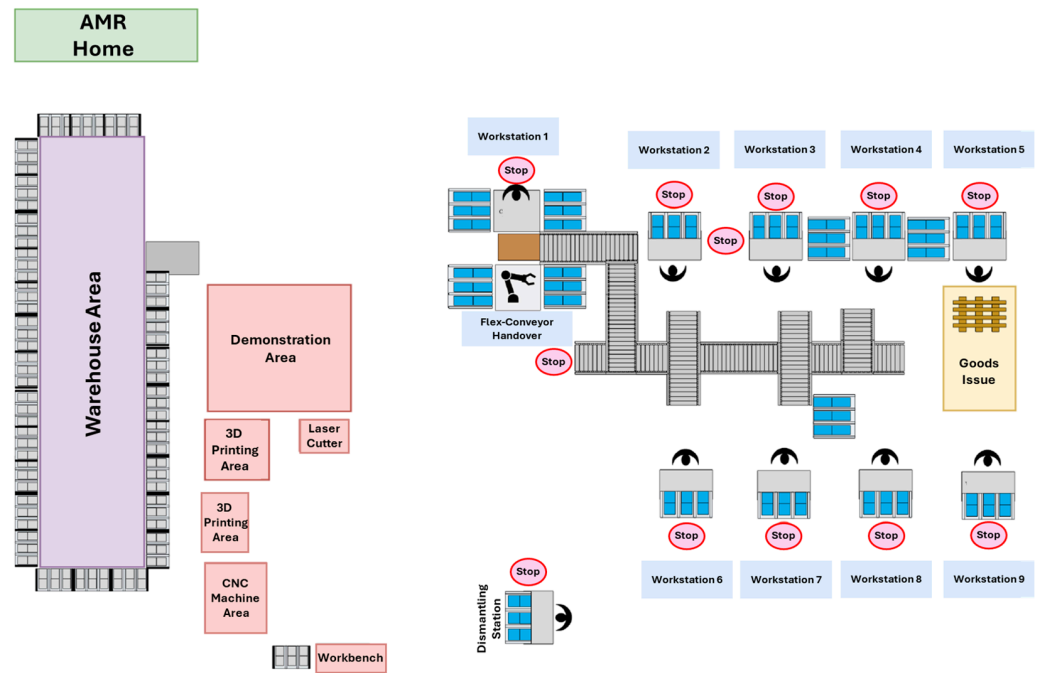 AMR
Home
Workstation 1
Workstation 2
Workstation 3
Workstation 4
Workstation 5
Stop
Stop
Stop
Stop
Stop
Stop
Warehouse Area
Demonstration
Area
Flex-Conveyor
Handover
Stop
Goods
Issue
3D
Printing
Area
Laser
Cutter
3D
Printing
Area
CNC
Machine
Area
Workbench
Stop
Stop
Stop
Stop
Workstation 6
Workstation 7
Workstation 8
Workstation 9
Stop
Dismantling
Station